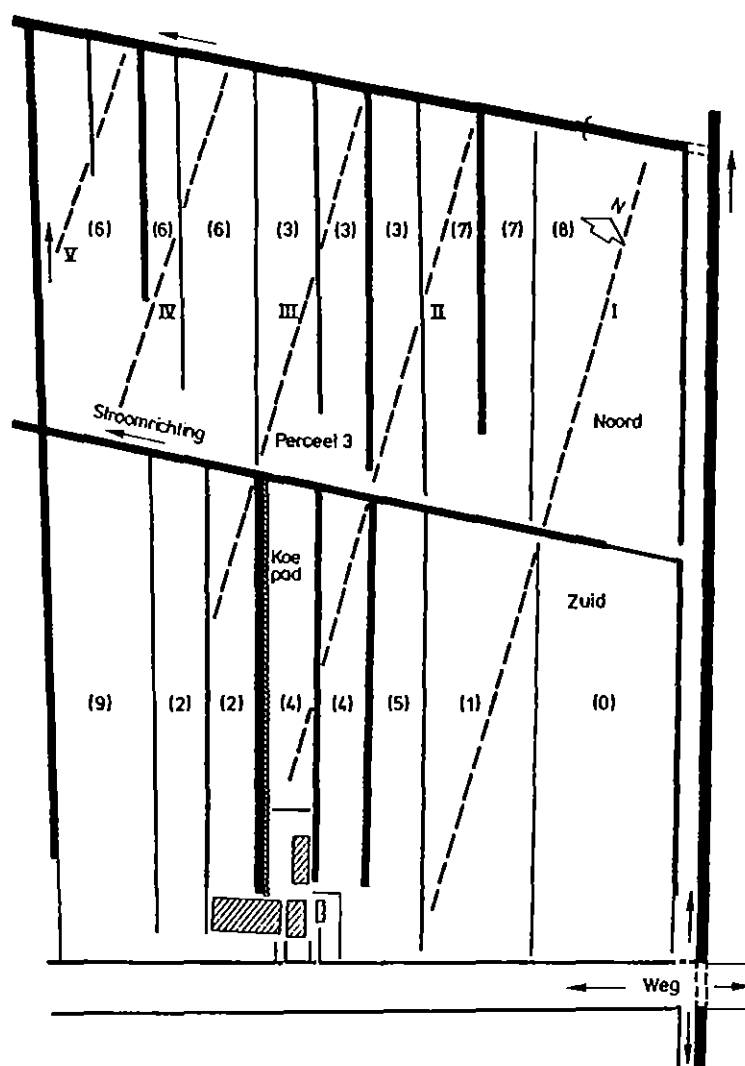 (6) (6) (6) (3) (3) (3) (7) (7) (8) N
V IV III II I
Stroomrichting
Perceel 3
Noord
Koe
pad
Zuid
(9) (2) (2) (4) (4) (5) (1) (0)
Weg